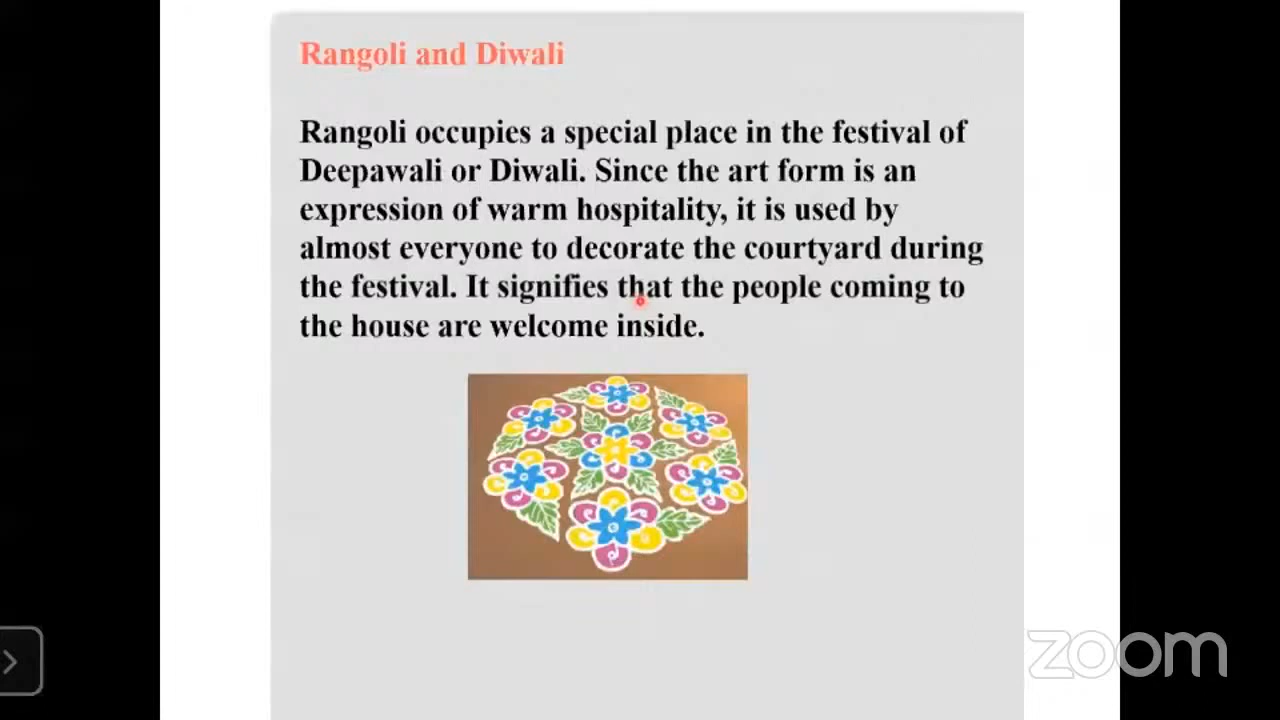 Rangoli and Diwali
Rangoli occupies a special place in the festival of
Deepawali or Diwali. Since the art form is an
expression of warm hospitality, it is used by
almost everyone to decorate the courtyard during
the festival. It signifies that the people coming to
the house are welcome inside.
zoom